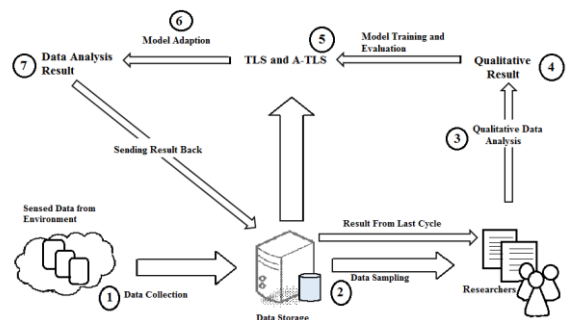 6
Model Adaption
7
Data Analysis
Result
TLS and A-TLS
5
Model Training and
Evaluation
Qualitative
Result
4
3
Qualitative Data
Analysis
Sending Result Back
Sensed Data from
Environment
Result From Last Cycle
1
Data Collection
2
Data Sampling
Researchers
Data Storage